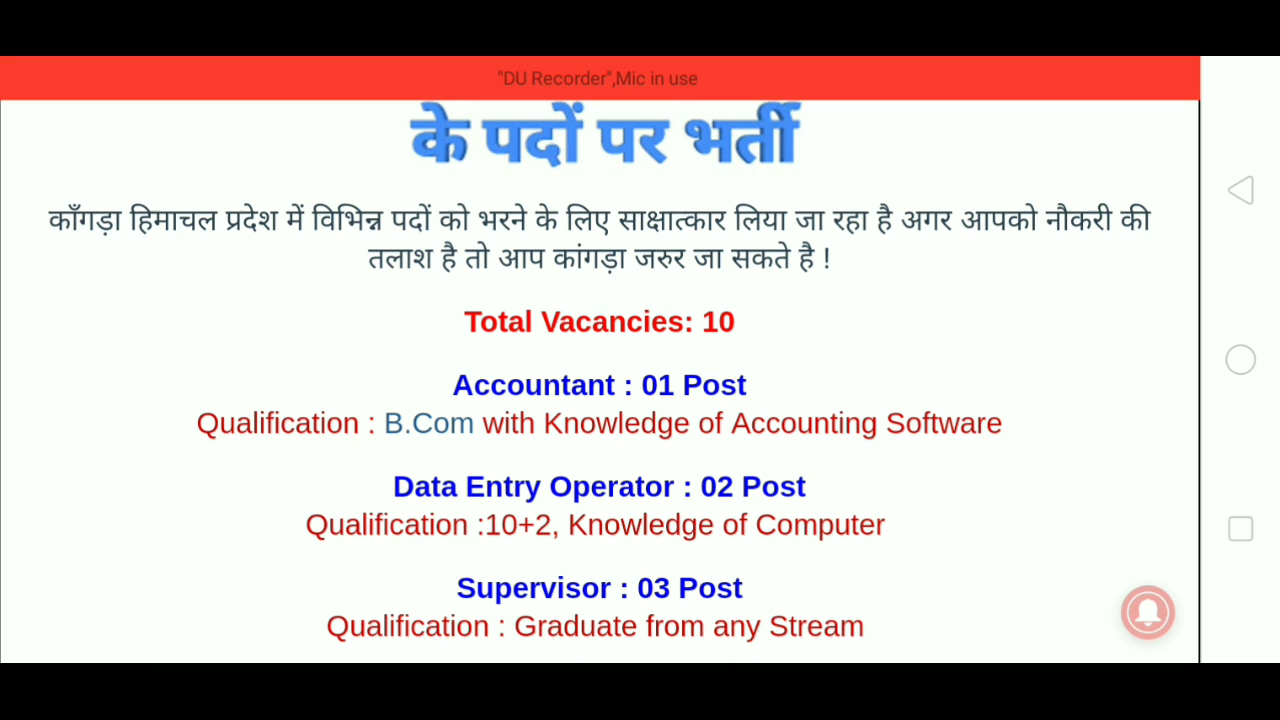 "DU Recorder",Mic in use
के पदों पर भर्ती
काँगड़ा हिमाचल प्रदेश में विभिन्न पदों को भरने के लिए साक्षात्कार लिया जा रहा है अगर आपको नौकरी की
तलाश है तो आप कांगड़ा जरुर जा सकते है !
Total Vacancies: 10
Accountant : 01 Post
Qualification : B.Com with Knowledge of Accounting Software
Data Entry Operator : 02 Post
Qualification :10+2, Knowledge of Computer
Supervisor : 03 Post
Qualification : Graduate from any Stream